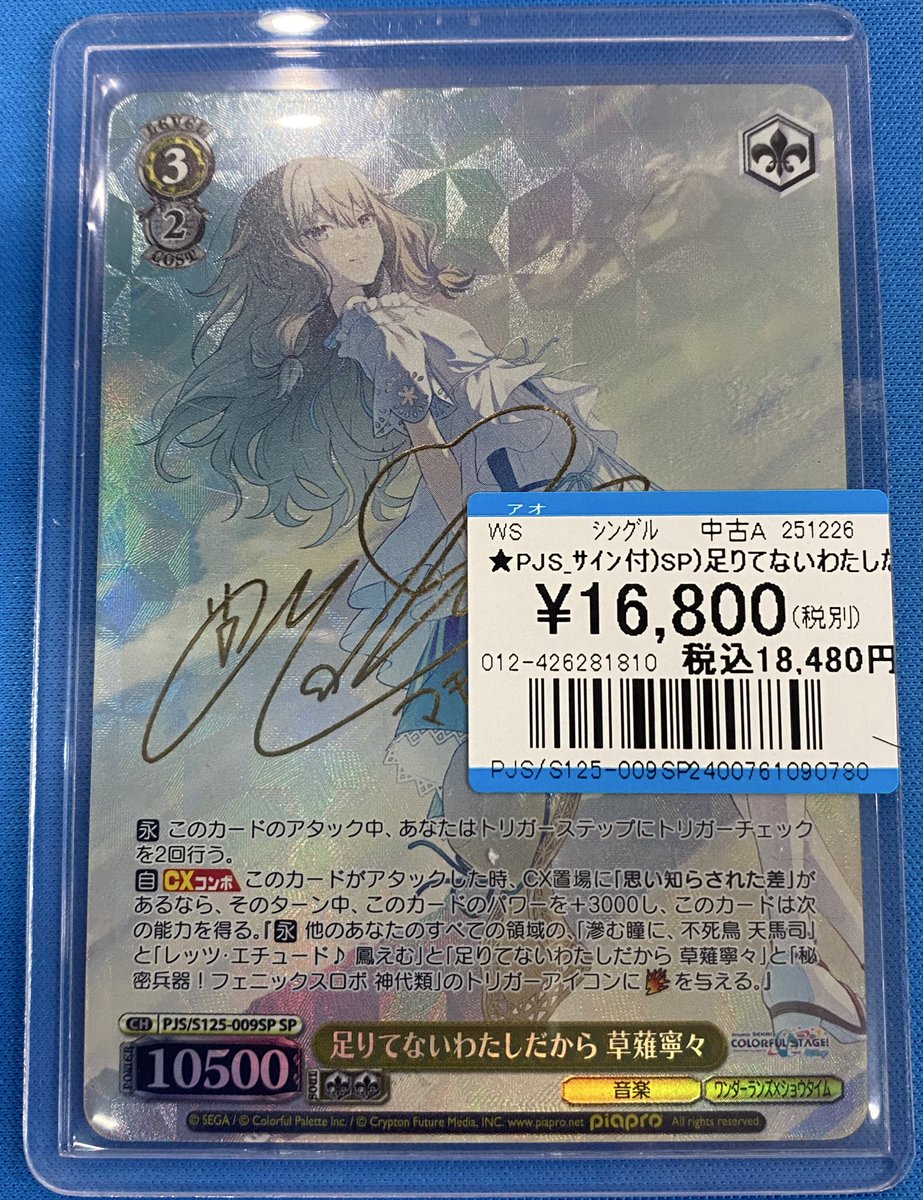 LEVEL
3
2
COST
アオ
WS シングル 中古A 251226
★PJS_サイン付)SP)足りてないわたしだ
¥16,800(税別)
012-426281810 税込18,480円
PJS/S125-009SP2400761090780
永 このカードのアタック中、あなたはトリガーステップにトリガーチェック
を2回行う。
自 CXコンボ このカードがアタックした時、CX置場に「思い知らされた差」が
あるなら、そのターン中、このカードのパワーを+3000し、このカードは次
の能力を得る。『永 他のあなたのすべての領域の、「滲む瞳に、不死鳥 天馬司」
と「レッツ・エチュード♪ 鳳えむ」と「足りてないわたしだから 草薙寧々」と「秘
密兵器!フェニックスロボ 神代類」のトリガーアイコンに を与える。』
CH PJS/S125-009SP SP
POWER 10500
SOUL
足りてないわたしだから 草薙寧々
COLORFUL STAGE!
音楽 ワンダーランズ×ショウタイム
© SEGA / © Colorful Palette Inc. / © Crypton Future Media, INC. www.piapro.net piapro All rights reserved.